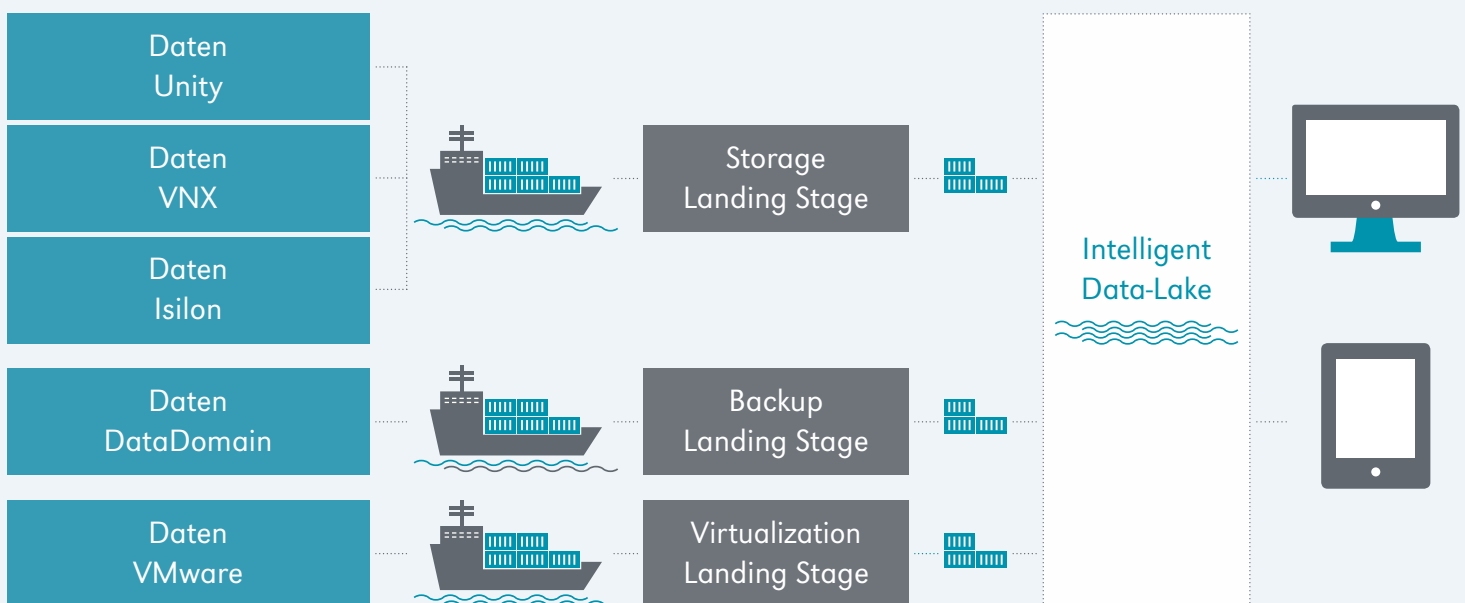 Daten
Unity
Daten
VNX
Daten
Isilon
Storage
Landing Stage
Intelligent
Data-Lake
Daten
DataDomain
Backup
Landing Stage
Daten
VMware
Virtualization
Landing Stage